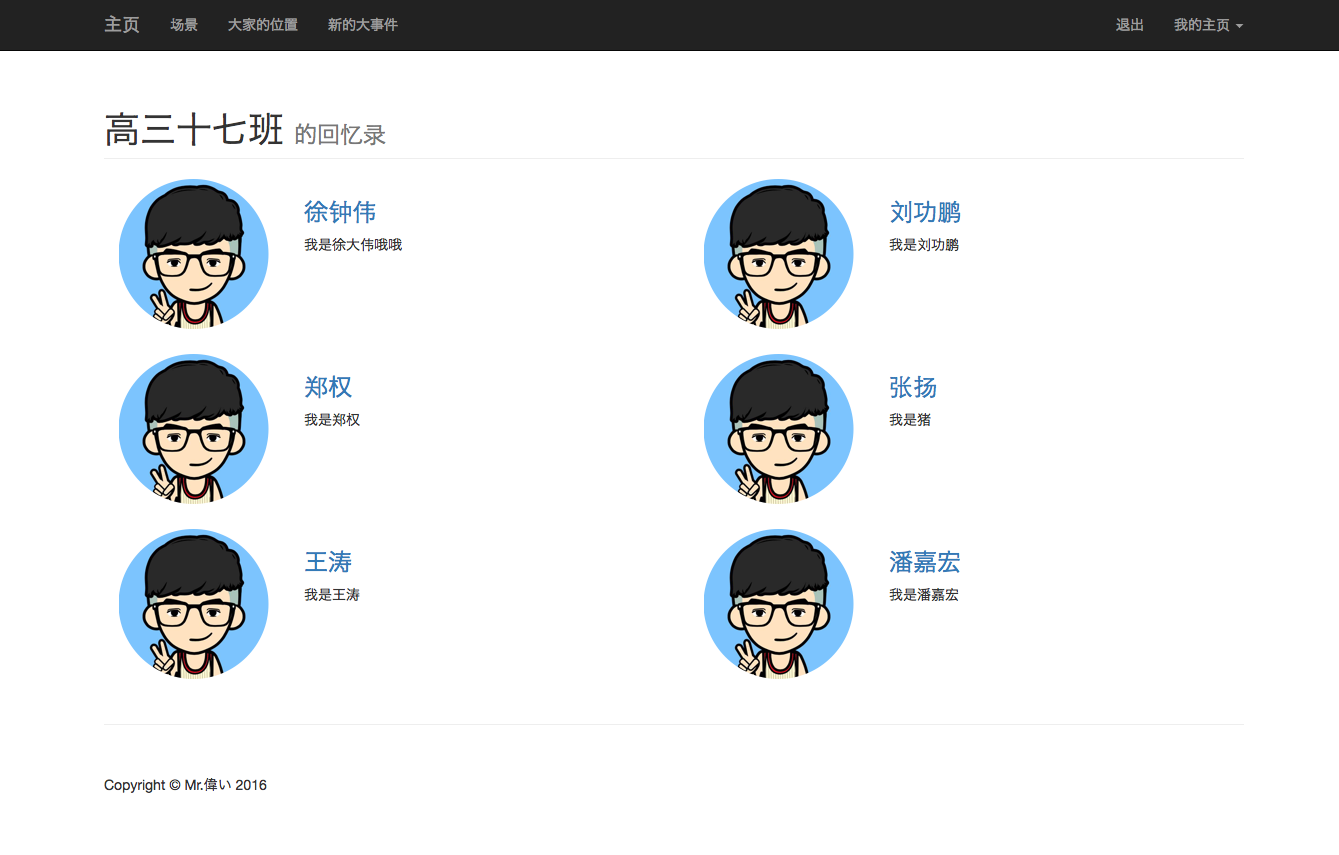 主页 场景 大家的位置 新的大事件 退出 我的主页
高三十七班 的回忆录
徐钟伟
我是徐大伟哦哦
刘功鹏
我是刘功鹏
郑权
我是郑权
张扬
我是猪
王涛
我是王涛
潘嘉宏
我是潘嘉宏
Copyright © Mr.偉い 2016